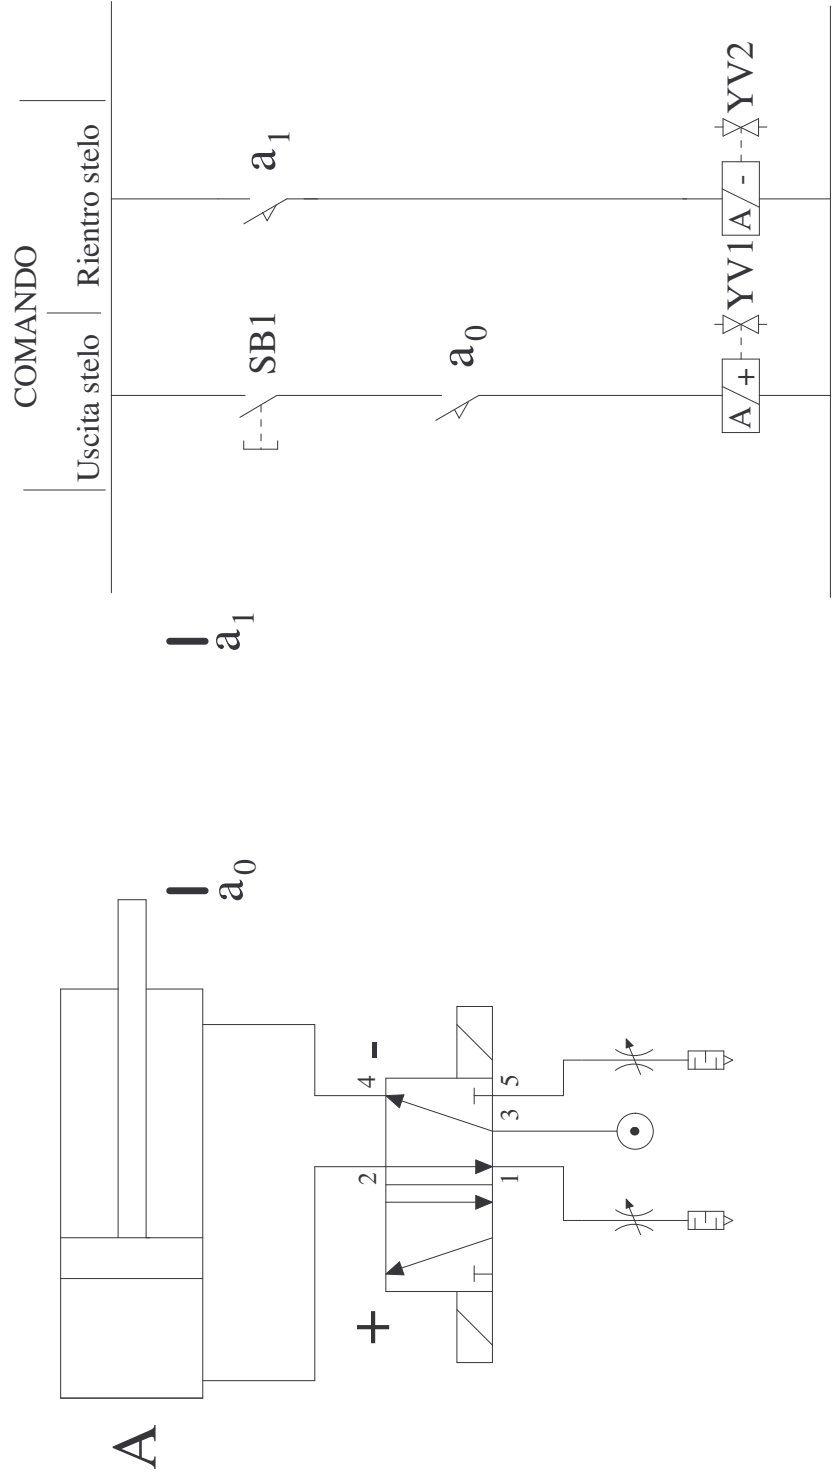 COMANDO
Uscita stelo
Rientro stelo
SB1
a1
a0
A +
YV1
A -
YV2
A
a0
a1
+
-
2
4
1
3
5